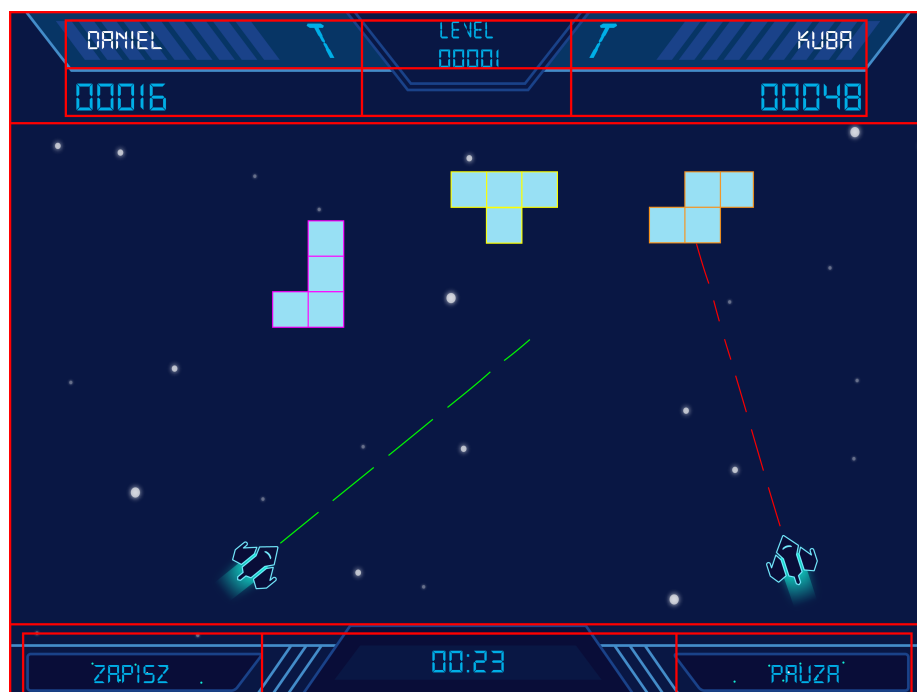 DANIEL
LEVEL
00001
KUBA
00016
00048
ZAPISZ
00:23
PAUZA